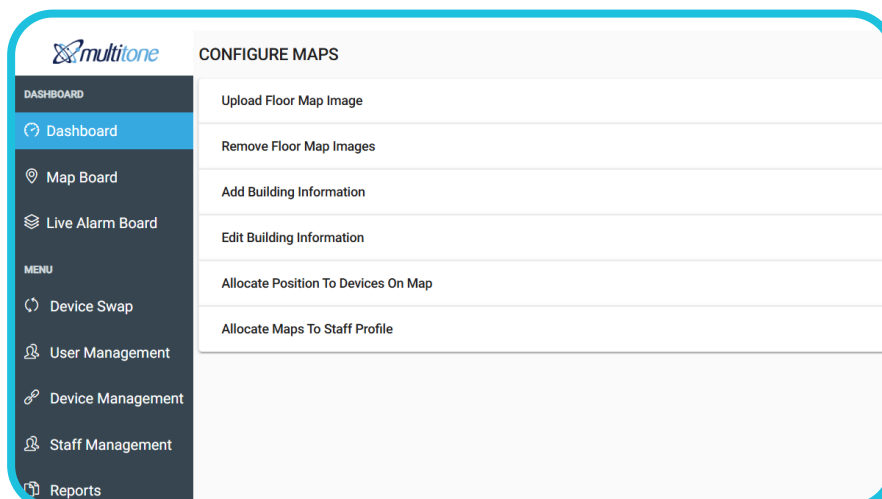 multitone
CONFIGURE MAPS
DASHBOARD
Dashboard
Map Board
Live Alarm Board
MENU
Device Swap
User Management
Device Management
Staff Management
Reports
Upload Floor Map Image
Remove Floor Map Images
Add Building Information
Edit Building Information
Allocate Position To Devices On Map
Allocate Maps To Staff Profile